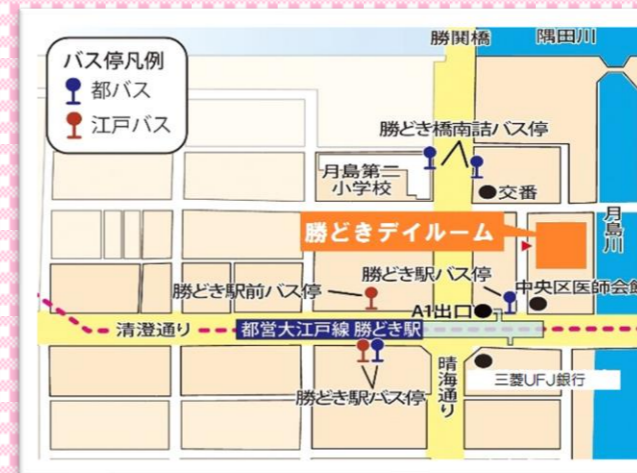 バス停凡例
都バス
江戸バス
勝鬨橋
隅田川
勝どき橋南詰バス停
月島第二
小学校
交番
月島川
勝どきデイルーム
勝どき駅バス停
勝どき駅前バス停
中央区医師会館
A1出口
清澄通り
都営大江戸線 勝どき駅
晴海通り
三菱UFJ銀行
勝どき駅バス停